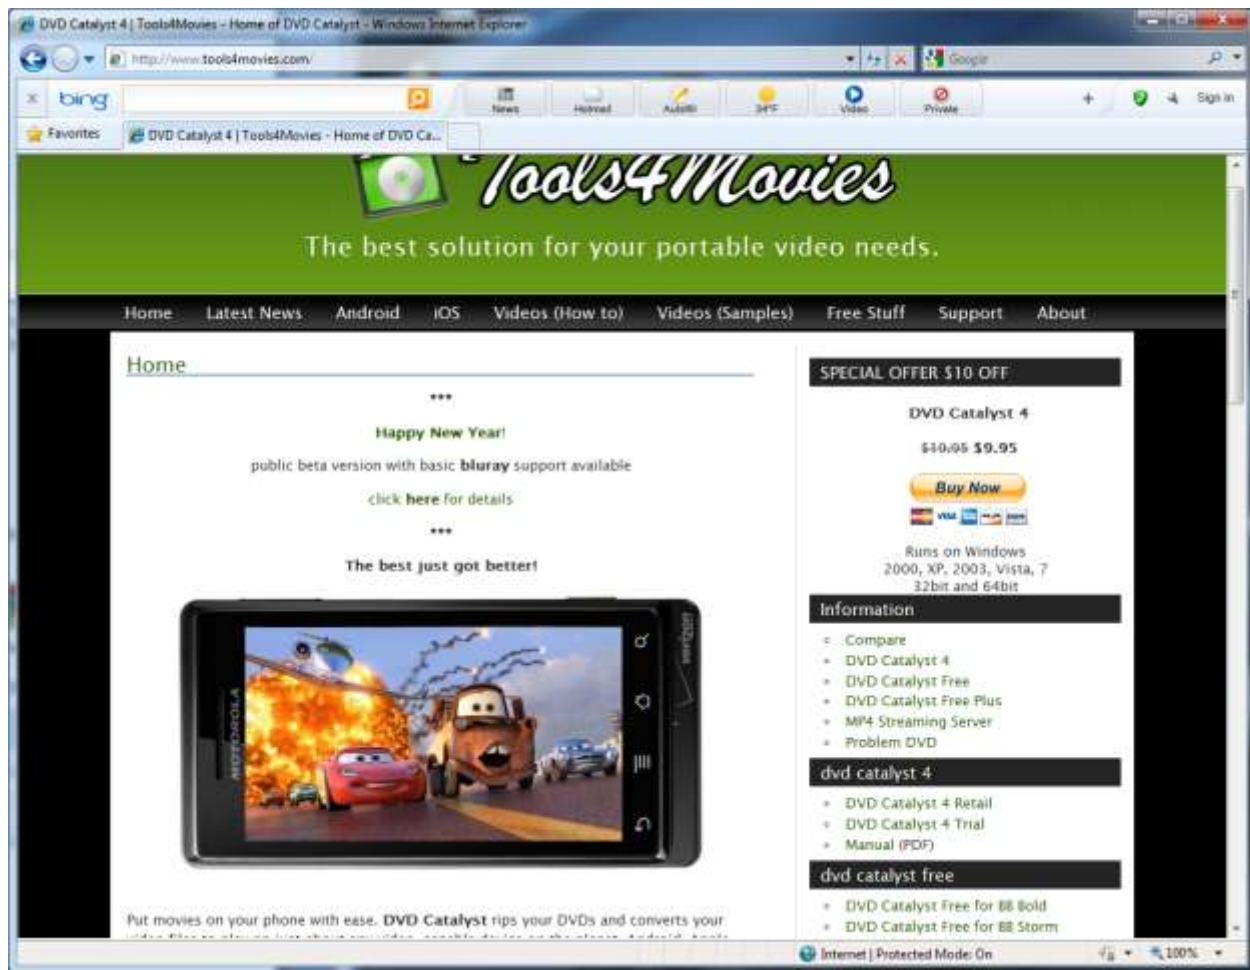 DVD Catalyst 4 | Tools4Movies - Home of DVD Catalyst - Windows Internet Explorer
http://www.tools4movies.com/
Google
bing
News
Hotmail
Autofill
34°F
Video
Private
Sign in
Favorites
DVD Catalyst 4 | Tools4Movies - Home of DVD Ca...
Tools4Movies
The best solution for your portable video needs.
Home Latest News Android iOS Videos (How to) Videos (Samples) Free Stuff Support About
Home
***
Happy New Year!
public beta version with basic bluray support available
click here for details
***
The best just got better!
MOTOROLA
verizon
Put movies on your phone with ease. DVD Catalyst rips your DVDs and converts your
SPECIAL OFFER $10 OFF
DVD Catalyst 4
$19.95 $9.95
Buy Now
VISA
Runs on Windows
2000, XP, 2003, Vista, 7
32bit and 64bit
Information
Compare
DVD Catalyst 4
DVD Catalyst Free
DVD Catalyst Free Plus
MP4 Streaming Server
Problem DVD
dvd catalyst 4
DVD Catalyst 4 Retail
DVD Catalyst 4 Trial
Manual (PDF)
dvd catalyst free
DVD Catalyst Free for BB Bold
DVD Catalyst Free for BB Storm
Internet | Protected Mode: On
100%